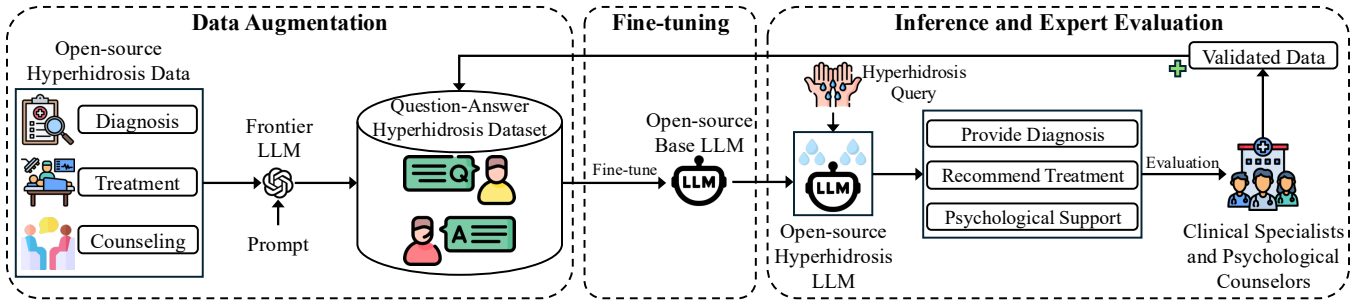 Data Augmentation
Open-source
Hyperhidrosis Data
Diagnosis
Treatment
Counseling
Frontier
LLM
Prompt
Question-Answer
Hyperhidrosis Dataset
Q
A
Fine-tuning
Fine-tune
Open-source
Base LLM
LLM
Inference and Expert Evaluation
Hyperhidrosis
Query
LLM
Open-source
Hyperhidrosis
LLM
Provide Diagnosis
Recommend Treatment
Psychological Support
Evaluation
Validated Data
Clinical Specialists
and Psychological
Counselors